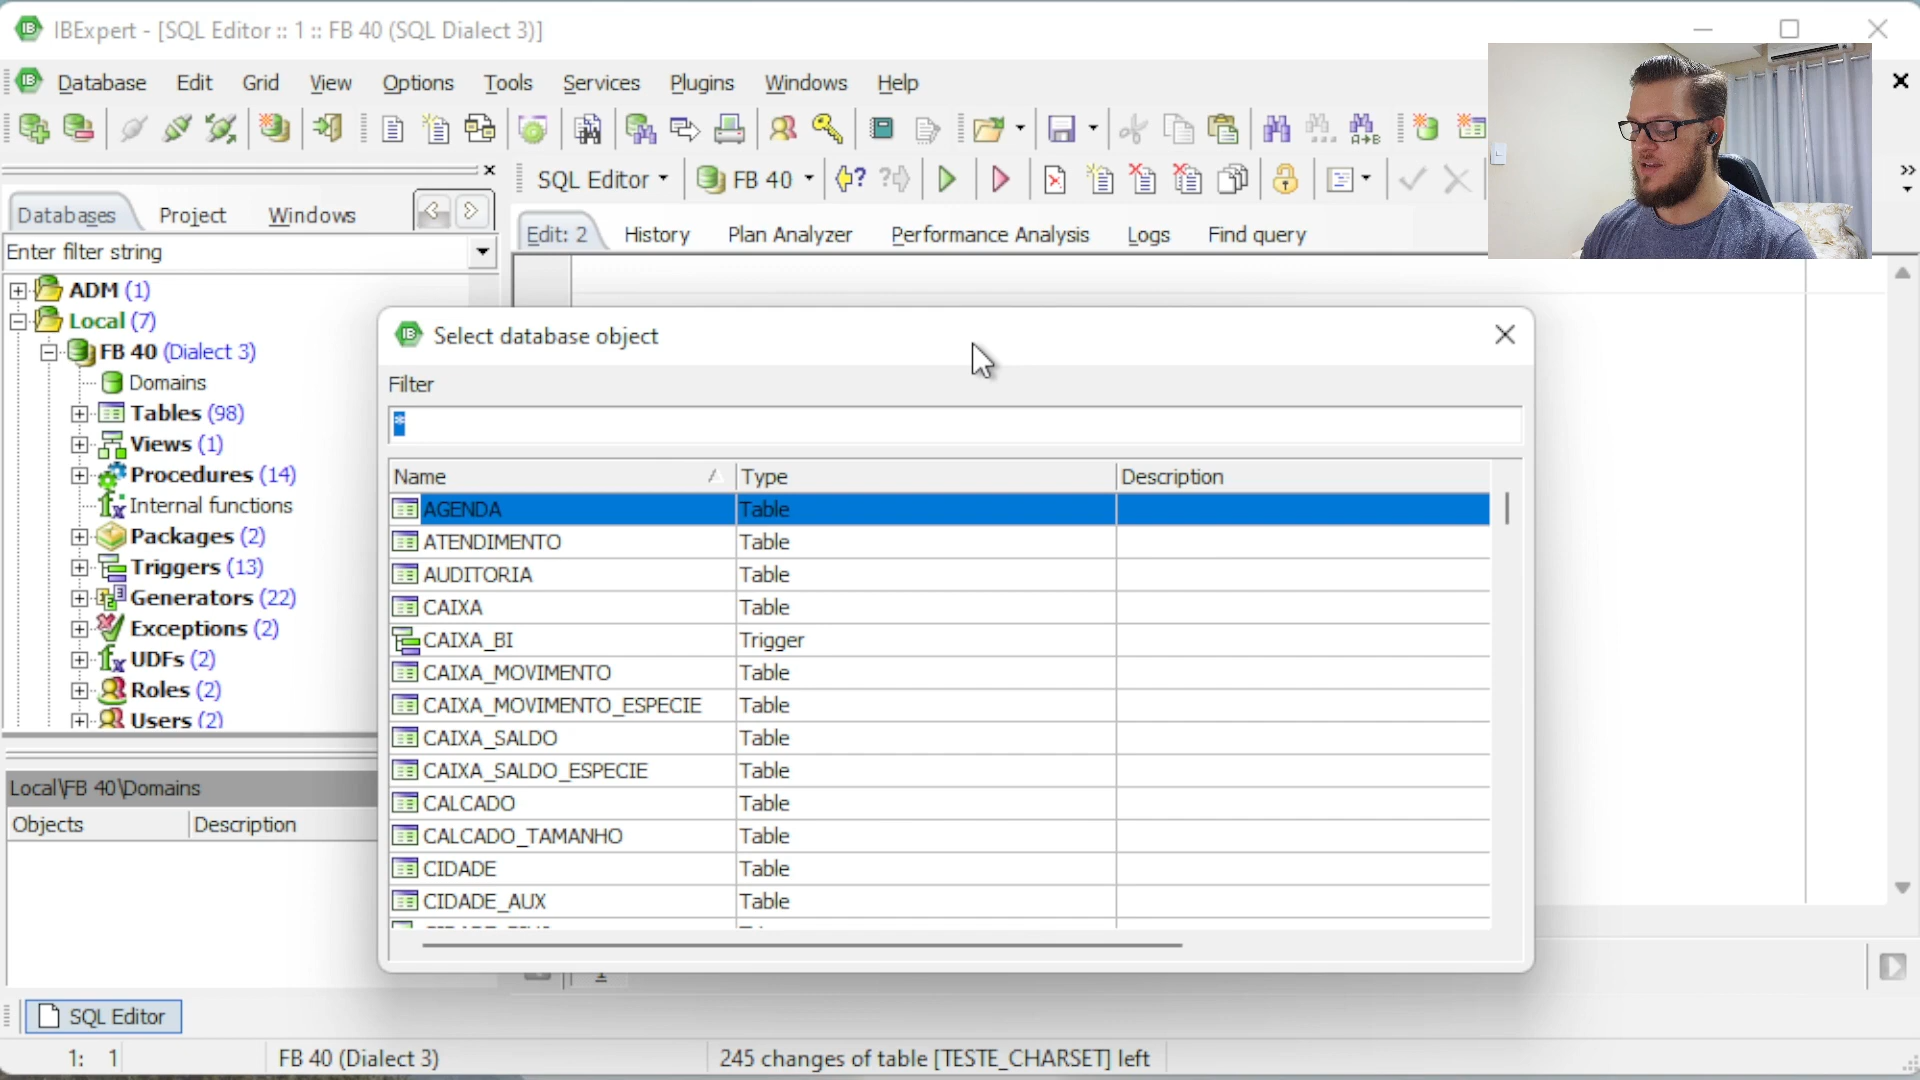 IBExpert - [SQL Editor :: 1 :: FB 40 (SQL Dialect 3)]
Database Edit Grid View Options Tools Services Plugins Windows Help
SQL Editor FB 40
Databases Project Windows
Edit: 2 History Plan Analyzer Performance Analysis Logs Find query
Enter filter string
ADM (1)
Local (7)
FB 40 (Dialect 3)
Domains
Tables (98)
Views (1)
Procedures (14)
Internal functions
Packages (2)
Triggers (13)
Generators (22)
Exceptions (2)
UDFs (2)
Roles (2)
Users (2)
Local\FB 40\Domains
Objects Description
Select database object
Filter
*
Name Type Description
AGENDA Table
ATENDIMENTO Table
AUDITORIA Table
CAIXA Table
CAIXA_BI Trigger
CAIXA_MOVIMENTO Table
CAIXA_MOVIMENTO_ESPECIE Table
CAIXA_SALDO Table
CAIXA_SALDO_ESPECIE Table
CALCADO Table
CALCADO_TAMANHO Table
CIDADE Table
CIDADE_AUX Table
SQL Editor
1: 1 FB 40 (Dialect 3) 245 changes of table [TESTE_CHARSET] left